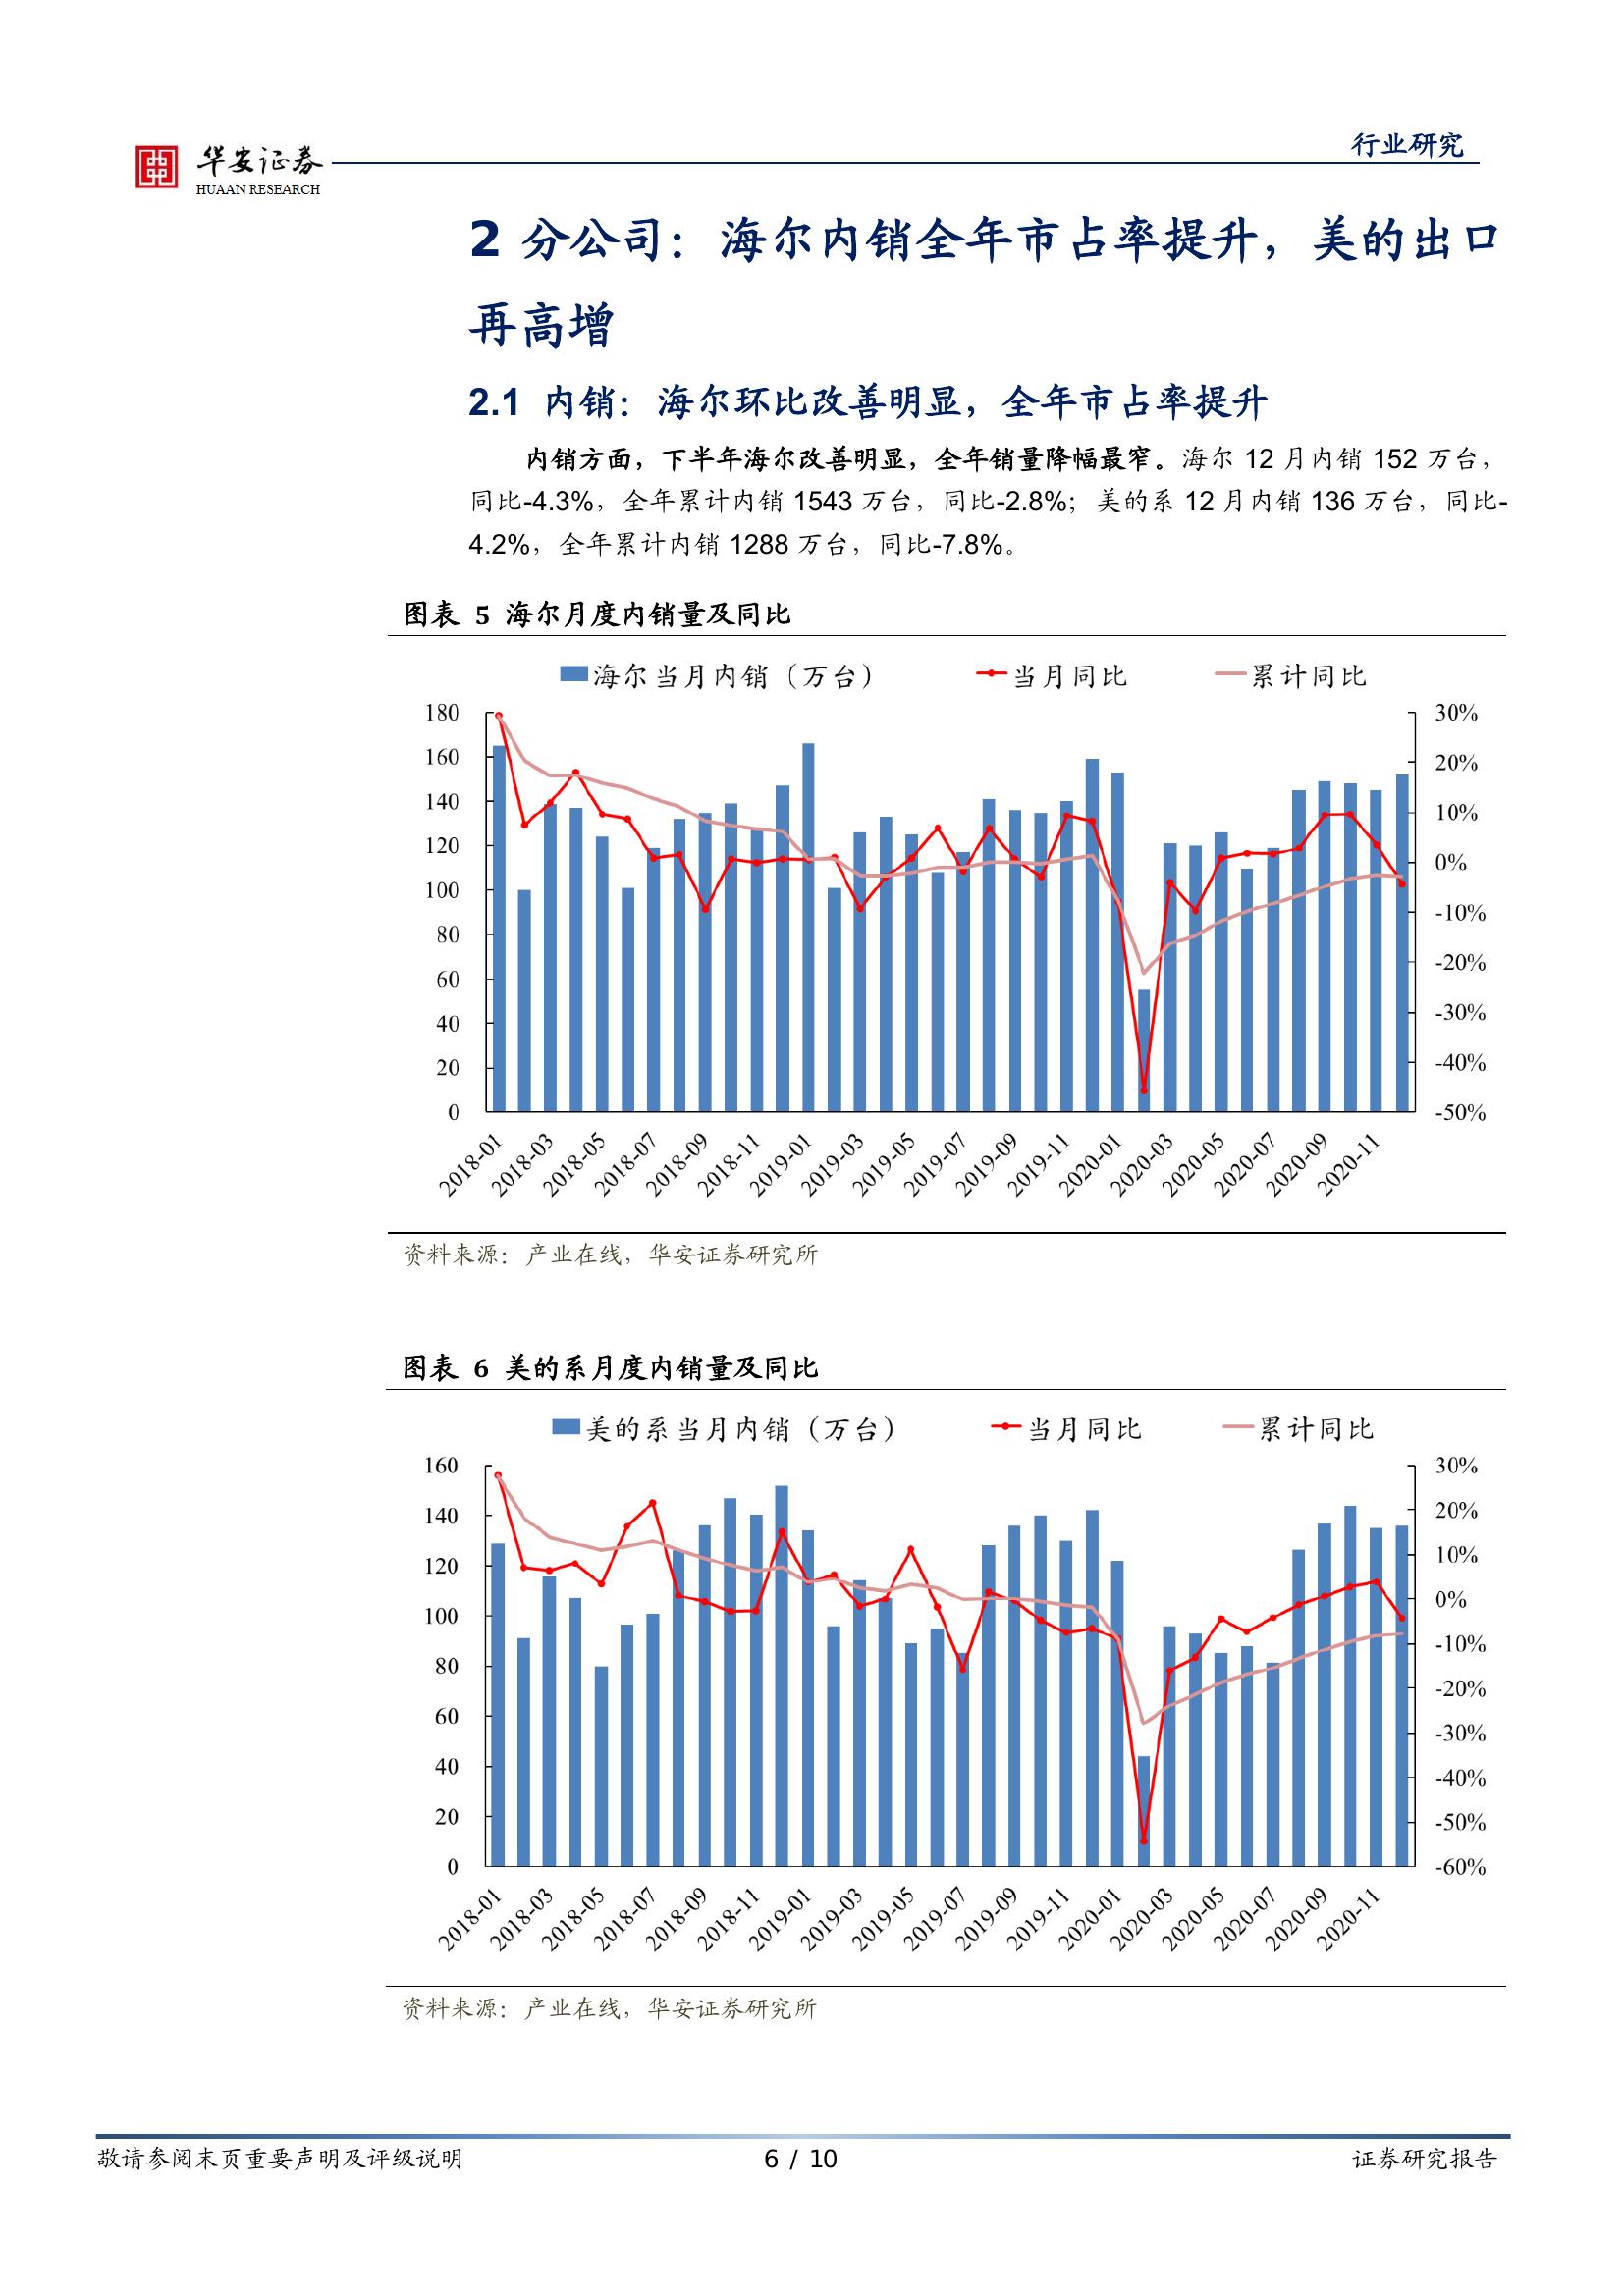 行业研究
华安证券
HUAAN RESEARCH
2 分公司：海尔内销全年市占率提升，美的出口
再高增
2.1 内销：海尔环比改善明显，全年市占率提升
内销方面，下半年海尔改善明显，全年销量降幅最窄。海尔 12 月内销 152 万台，
同比-4.3%，全年累计内销 1543 万台，同比-2.8%；美的系 12 月内销 136 万台，同比-
4.2%，全年累计内销 1288 万台，同比-7.8%。
图表 5 海尔月度内销量及同比
海尔当月内销（万台） 当月同比 累计同比
180 30%
160 20%
140 10%
120 0%
100 -10%
80 -20%
60 -30%
40 -40%
20 -50%
0
2018-01 2018-03 2018-05 2018-07 2018-09 2018-11 2019-01 2019-03 2019-05 2019-07 2019-09 2019-11 2020-01 2020-03 2020-05 2020-07 2020-09 2020-11
资料来源：产业在线，华安证券研究所
图表 6 美的系月度内销量及同比
美的系当月内销（万台） 当月同比 累计同比
160 30%
140 20%
120 10%
100 0%
80 -10%
60 -20%
40 -30%
20 -40%
0 -50%
-60%
2018-01 2018-03 2018-05 2018-07 2018-09 2018-11 2019-01 2019-03 2019-05 2019-07 2019-09 2019-11 2020-01 2020-03 2020-05 2020-07 2020-09 2020-11
资料来源：产业在线，华安证券研究所
敬请参阅末页重要声明及评级说明 6 / 10 证券研究报告